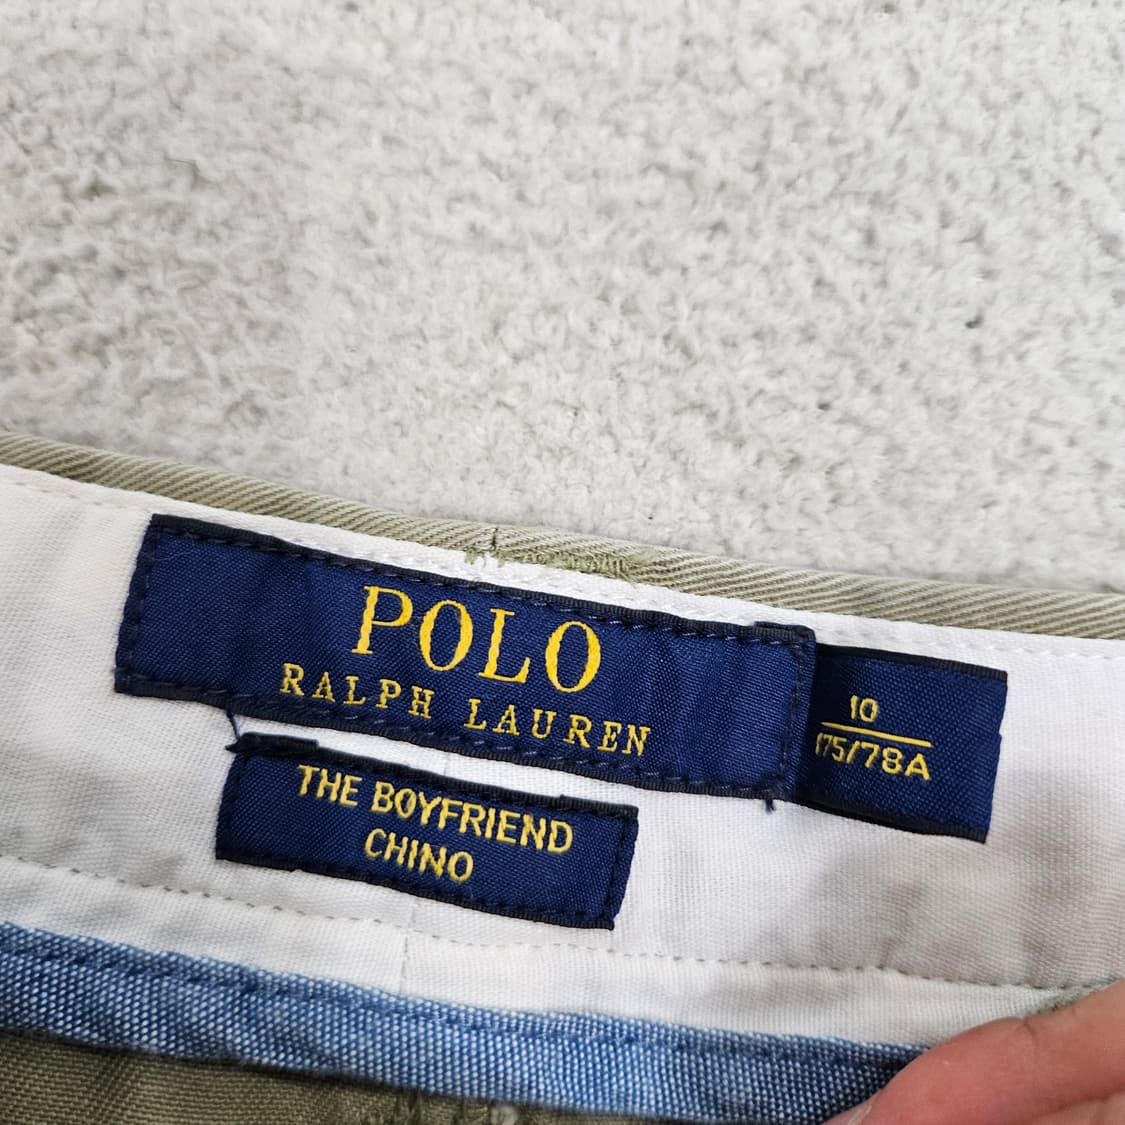 POLO
RALPH LAUREN
10
175/78A
THE BOYFRIEND
CHINO